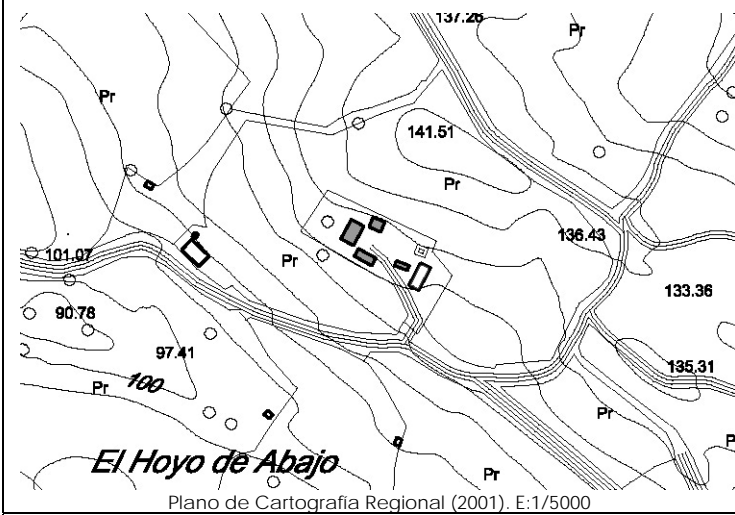 137.26
Pr
Pr
141.51
Pr
136.43
Pr
101.07
133.36
90.78
97.41
135.31
Pr
100
Pr
P
El Hoyo de Abajo
Pr
Plano de Cartografía Regional (2001). E:1/5000